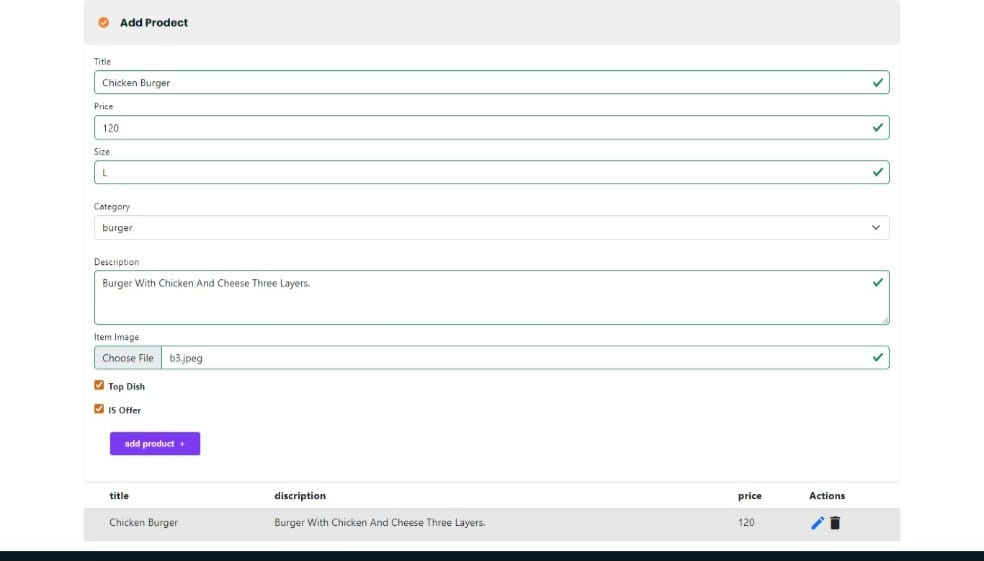 Add Prodect
Title
Chicken Burger
Price
120
Size
L
Category
burger
Description
Burger With Chicken And Cheese Three Layers.
Item Image
Choose File b3.jpeg
Top Dish
IS Offer
add product +
title discription price Actions
Chicken Burger Burger With Chicken And Cheese Three Layers. 120